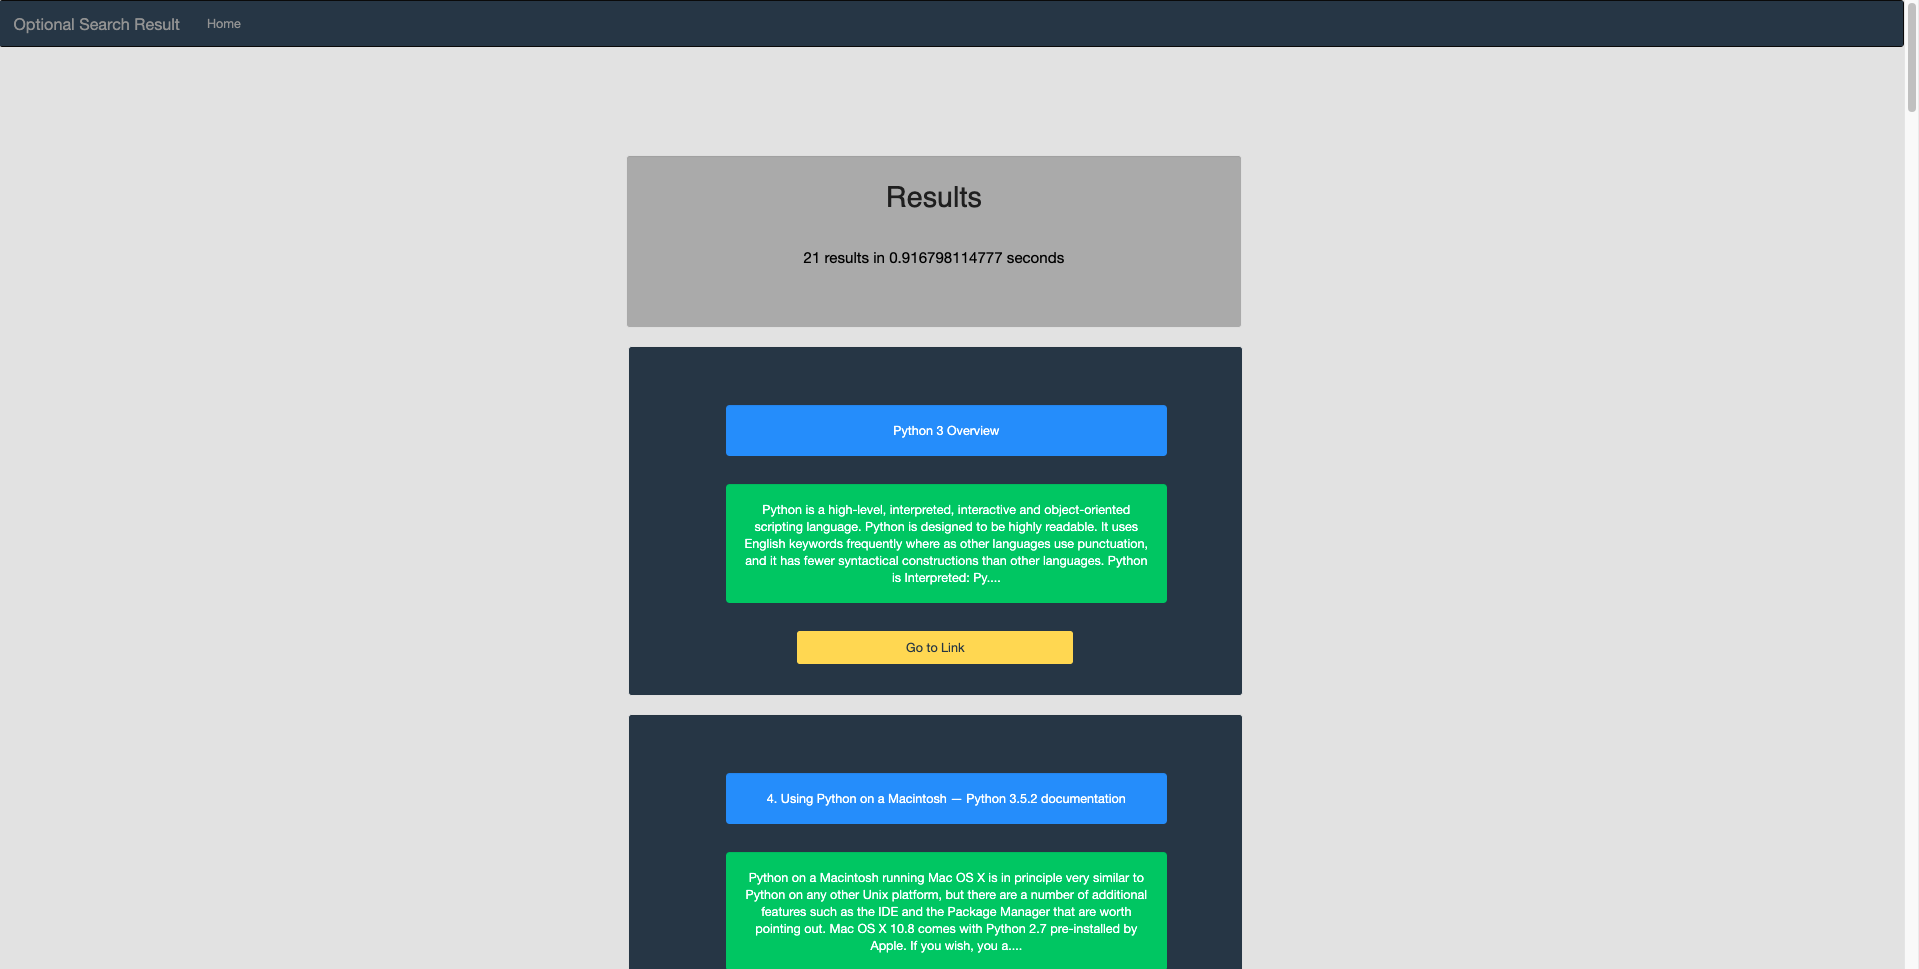 Optional Search Result Home
Results
21 results in 0.916798114777 seconds
Python 3 Overview
Python is a high-level, interpreted, interactive and object-oriented
scripting language. Python is designed to be highly readable. It uses
English keywords frequently where as other languages use punctuation,
and it has fewer syntactical constructions than other languages. Python
is Interpreted: Py....
Go to Link
4. Using Python on a Macintosh — Python 3.5.2 documentation
Python on a Macintosh running Mac OS X is in principle very similar to
Python on any other Unix platform, but there are a number of additional
features such as the IDE and the Package Manager that are worth
pointing out. Mac OS X 10.8 comes with Python 2.7 pre-installed by
Apple. If you wish, you a....